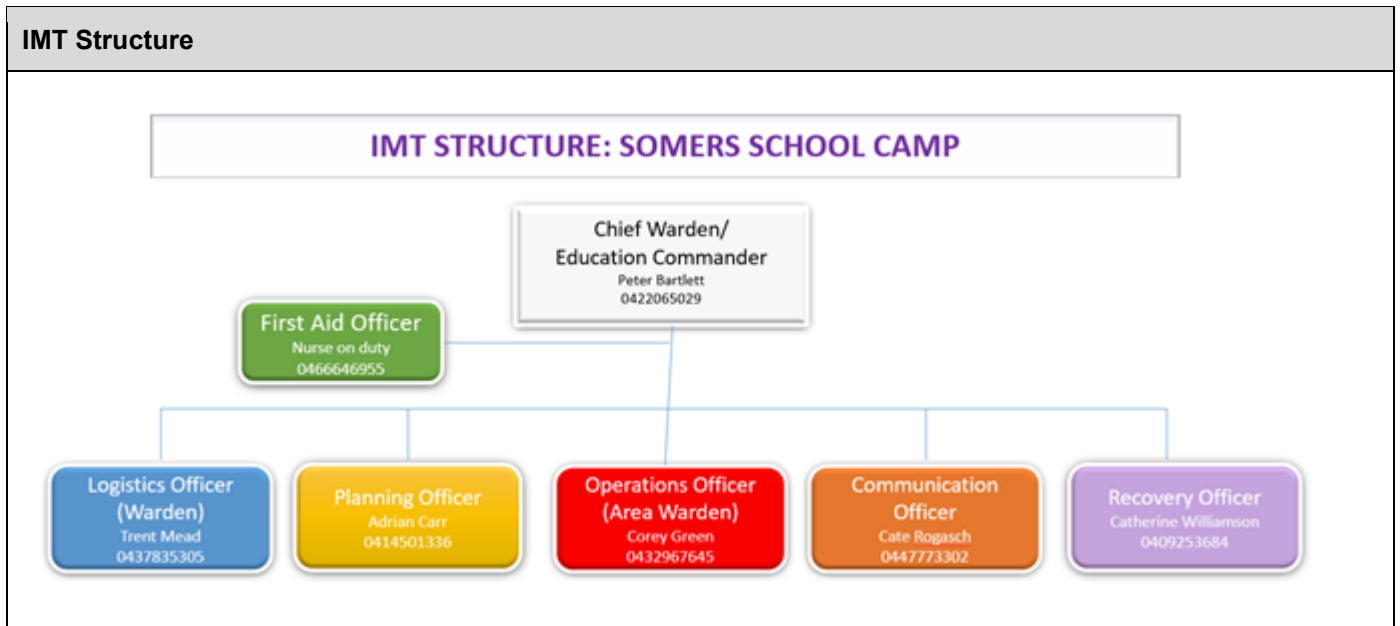 IMT Structure
IMT STRUCTURE: SOMERS SCHOOL CAMP
Chief Warden/
Education Commander
Peter Bartlett
0422065029
First Aid Officer
Nurse on duty
0466646955
Logistics Officer
(Warden)
Trent Mead
0437835305
Planning Officer
Adrian Carr
0414501336
Operations Officer
(Area Warden)
Corey Green
0432967645
Communication
Officer
Cate Rogasch
0447773302
Recovery Officer
Catherine Williamson
0409253684